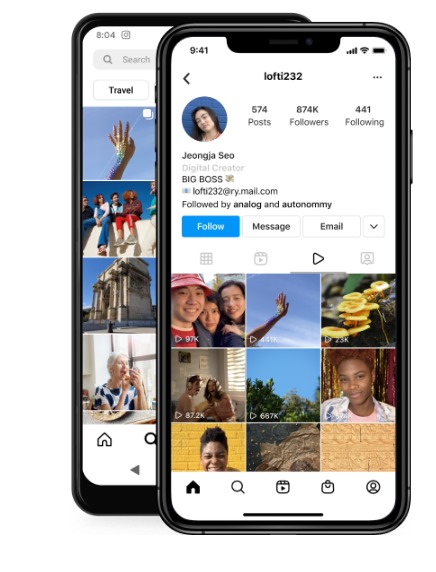 8:04
Search
Travel
9:41
lofti232
574 874K 441
Posts Followers Following
Jeongja Seo
Digital Creator
BIG BOSS
lofti232@ry.mail.com
Followed by analog and autonommy
Follow Message Email
97K 441K 23K
87.2K 667K